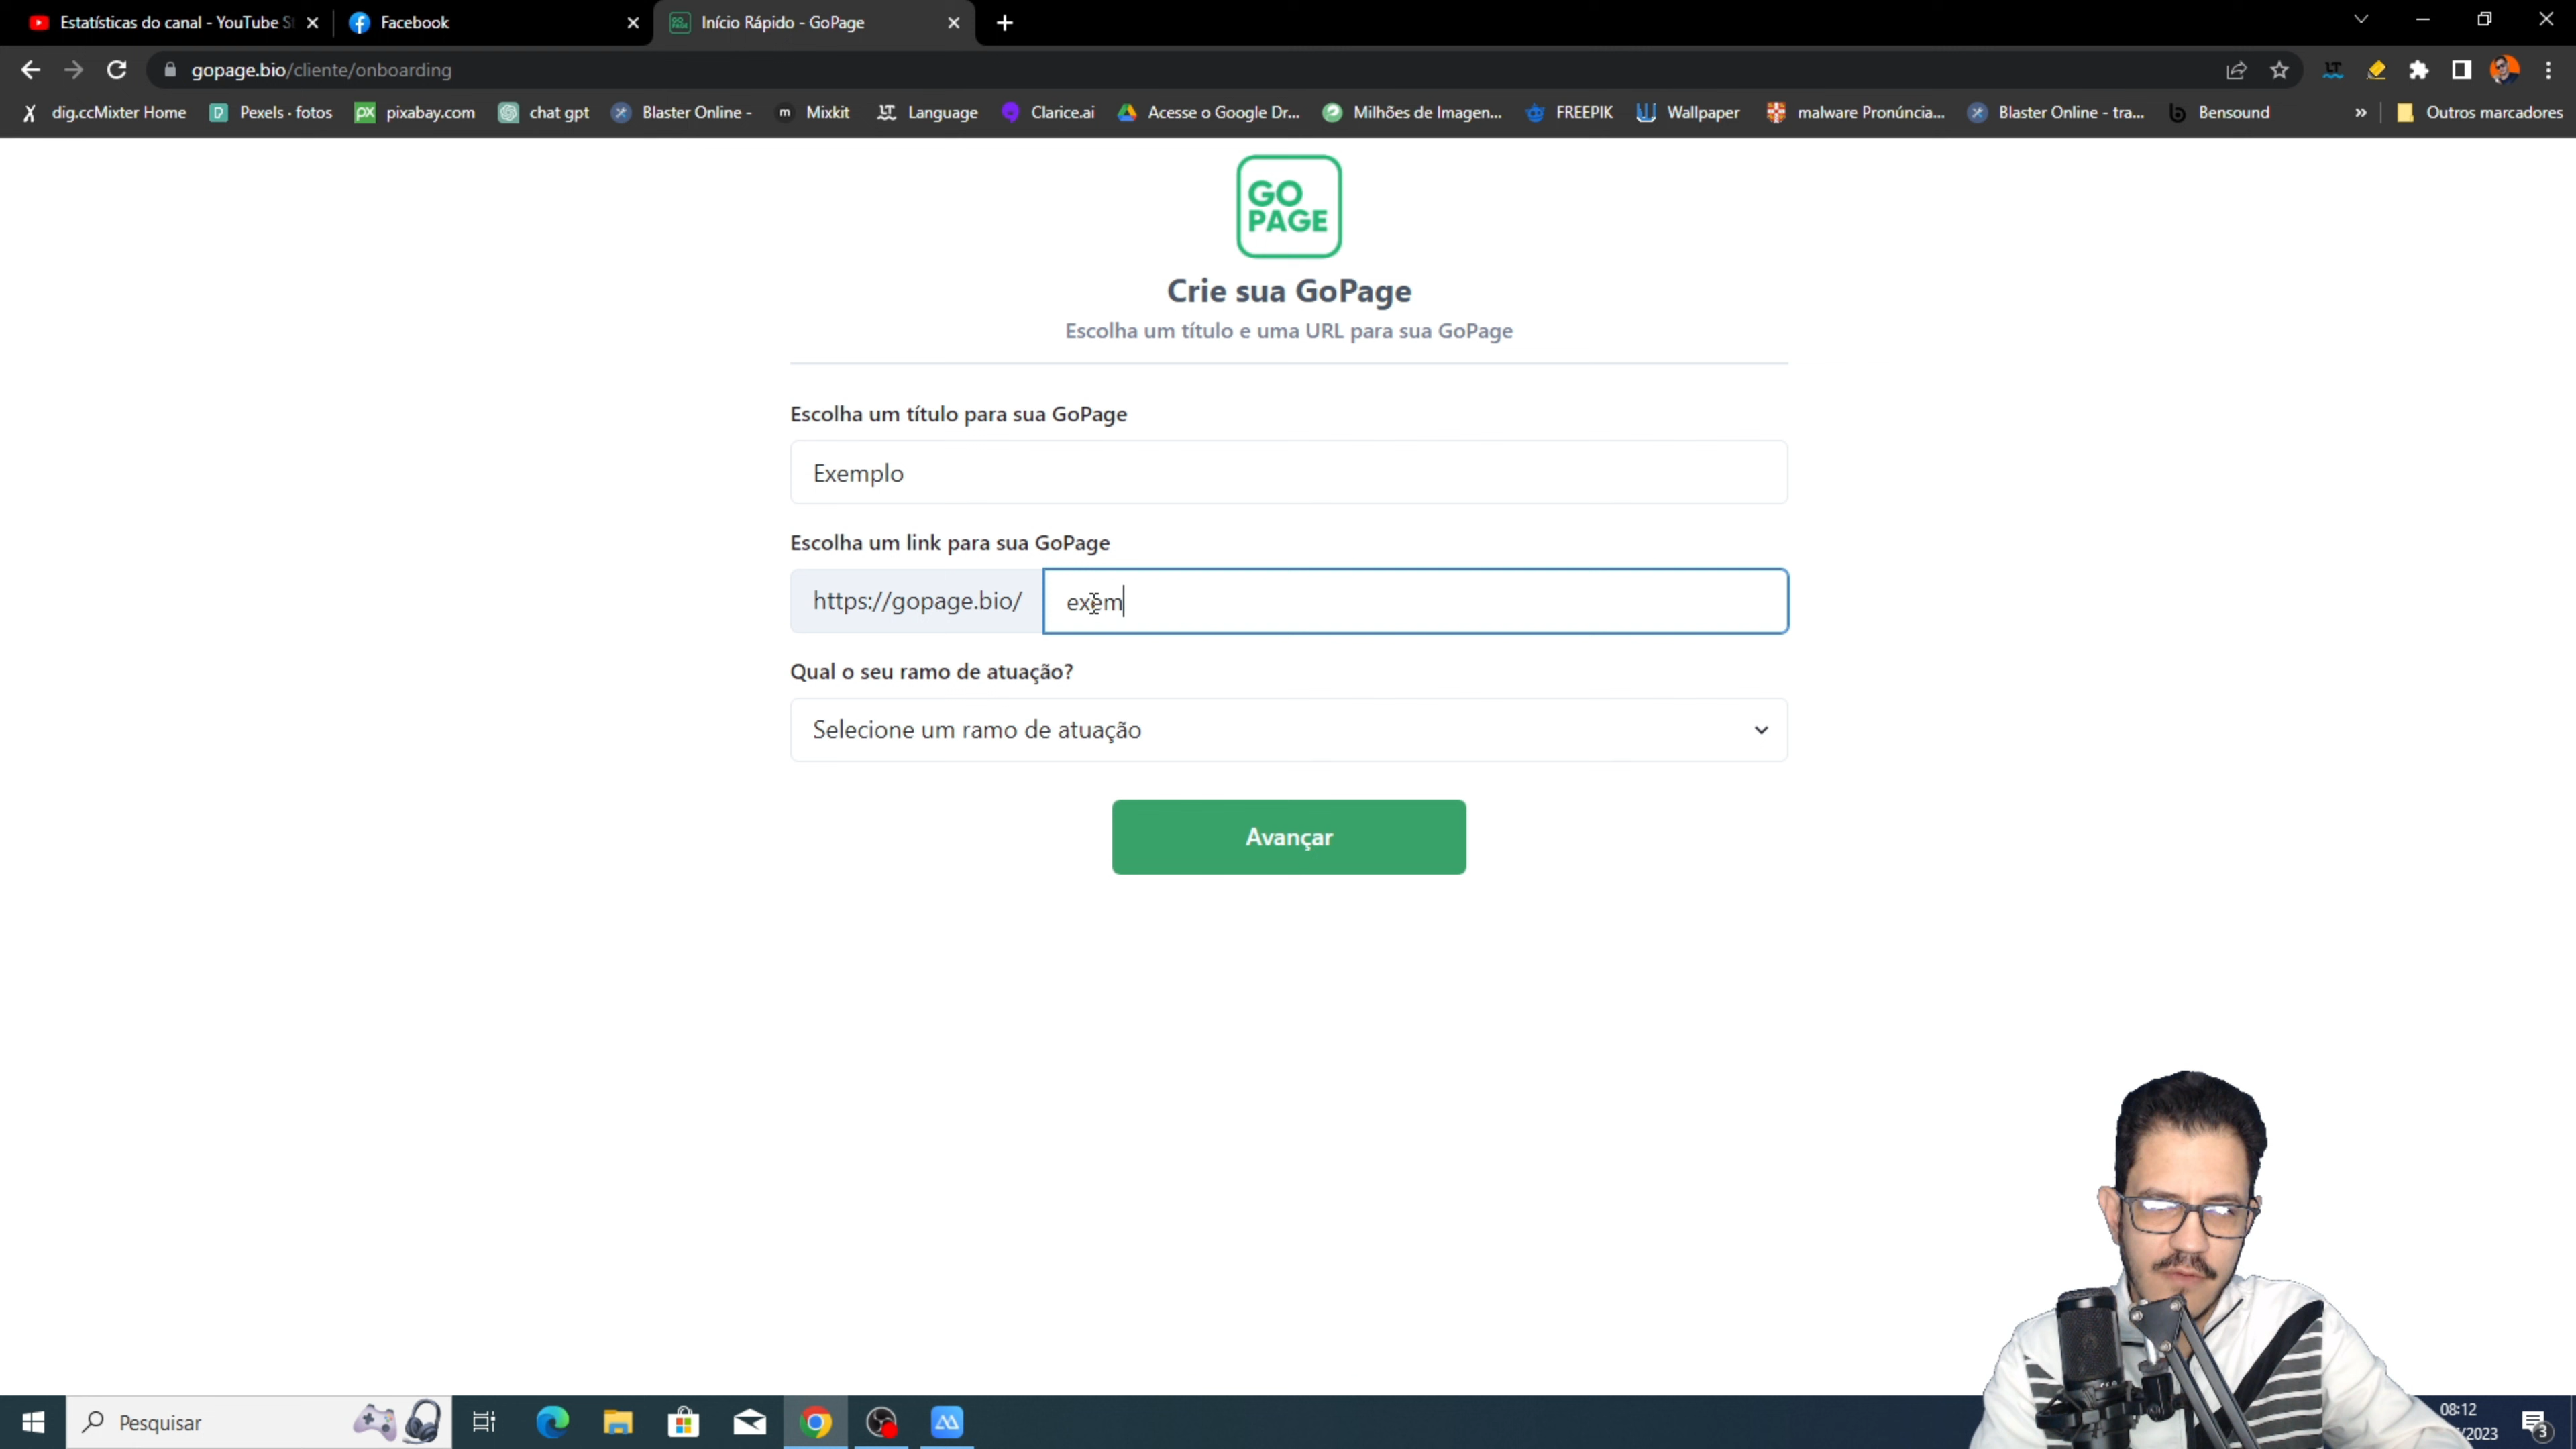 Estatísticas do canal - YouTube S
Facebook
Início Rápido - GoPage
gopage.bio/cliente/onboarding
dig.ccMixter Home
Pexels · fotos
px pixabay.com
chat gpt
Blaster Online -
m Mixkit
LT Language
Clarice.ai
Acesse o Google Dr...
Milhões de Imagen...
FREEPIK
Wallpaper
malware Pronúncia...
Blaster Online - tra...
b Bensound
»
Outros marcadores
GO
PAGE
Crie sua GoPage
Escolha um título e uma URL para sua GoPage
Escolha um título para sua GoPage
Exemplo
Escolha um link para sua GoPage
https://gopage.bio/ exem
Qual o seu ramo de atuação?
Selecione um ramo de atuação
Avançar
Pesquisar
08:12
/2023
3